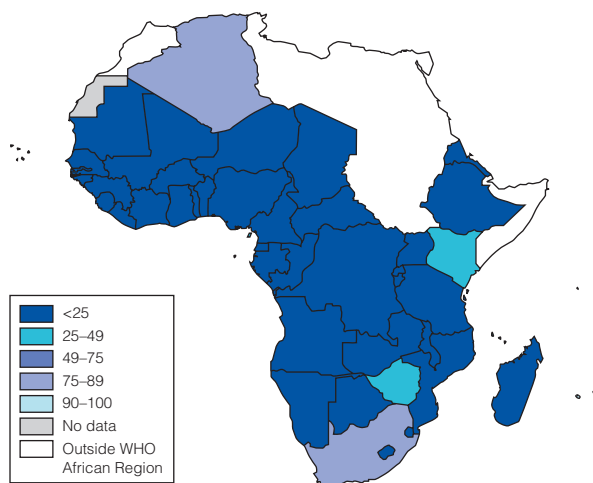 <25
25–49
49–75
75–89
90–100
No data
Outside WHO
African Region